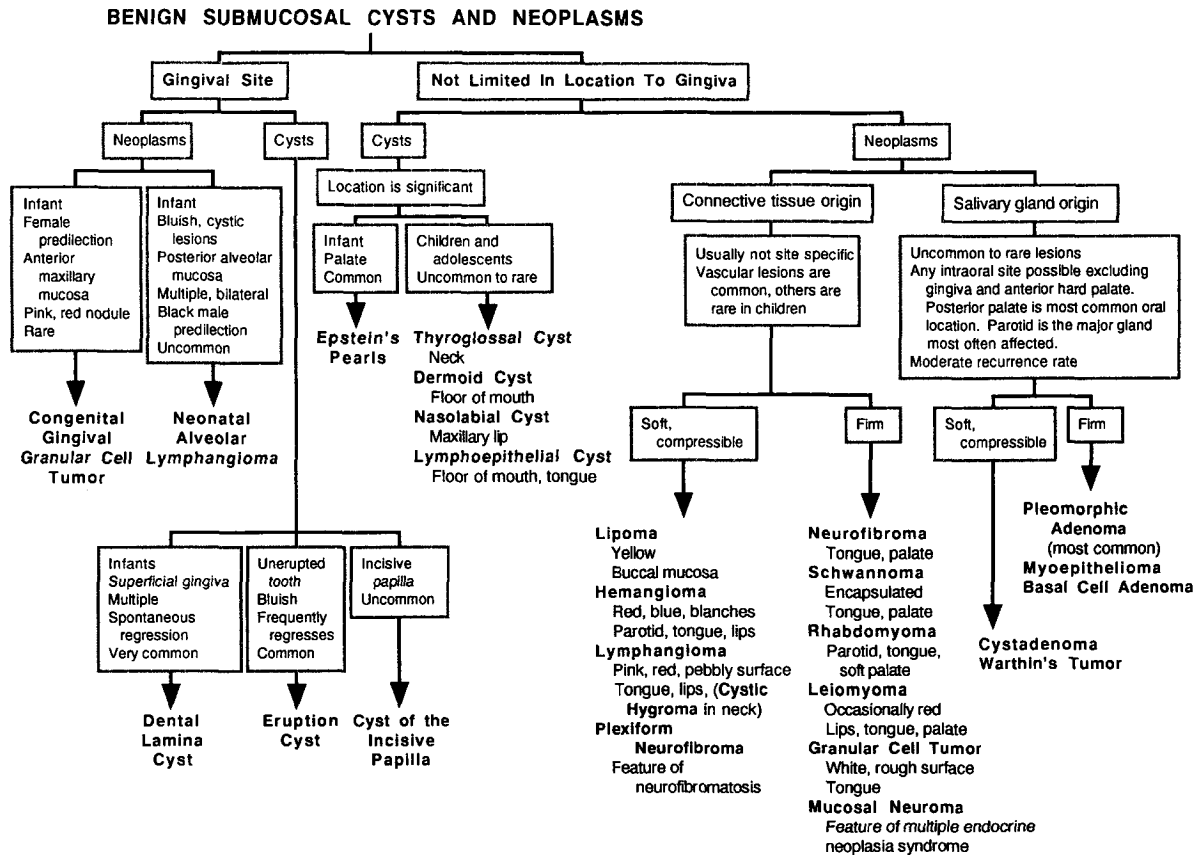 BENIGN SUBMUCOSAL CYSTS AND NEOPLASMS
Gingival Site
Not Limited In Location To Gingiva
Neoplasms
Cysts
Cysts
Neoplasms
Infant
Female
predilection
Anterior
maxillary
mucosa
Pink, red nodule
Rare
Congenital
Gingival
Granular Cell
Tumor
Infant
Bluish, cystic
lesions
Posterior alveolar
mucosa
Multiple, bilateral
Black male
predilection
Uncommon
Neonatal
Alveolar
Lymphangioma
Infants
Superficial gingiva
Multiple
Spontaneous
regression
Very common
Dental
Lamina
Cyst
Unerupted
tooth
Bluish
Frequently
regresses
Common
Eruption
Cyst
Incisive
papilla
Uncommon
Cyst of the
Incisive
Papilla
Location is significant
Infant
Palate
Common
Epstein's
Pearls
Children and
adolescents
Uncommon to rare
Thyroglossal Cyst
Neck
Dermoid Cyst
Floor of mouth
Nasolabial Cyst
Maxillary lip
Lymphoepithelial Cyst
Floor of mouth, tongue
Connective tissue origin
Usually not site specific
Vascular lesions are
common, others are
rare in children
Soft,
compressible
Lipoma
Yellow
Buccal mucosa
Hemangioma
Red, blue, blanches
Parotid, tongue, lips
Lymphangioma
Pink, red, pebbly surface
Tongue, lips, (Cystic
Hygroma in neck)
Plexiform
Neurofibroma
Feature of
neurofibromatosis
Firm
Neurofibroma
Tongue, palate
Schwannoma
Encapsulated
Tongue, palate
Rhabdomyoma
Parotid, tongue,
soft palate
Leiomyoma
Occasionally red
Lips, tongue, palate
Granular Cell Tumor
White, rough surface
Tongue
Mucosal Neuroma
Feature of multiple endocrine
neoplasia syndrome
Salivary gland origin
Uncommon to rare lesions
Any intraoral site possible excluding
gingiva and anterior hard palate.
Posterior palate is most common oral
location. Parotid is the major gland
most often affected.
Moderate recurrence rate
Soft,
compressible
Cystadenoma
Warthin's Tumor
Firm
Pleomorphic
Adenoma
(most common)
Myoepithelioma
Basal Cell Adenoma